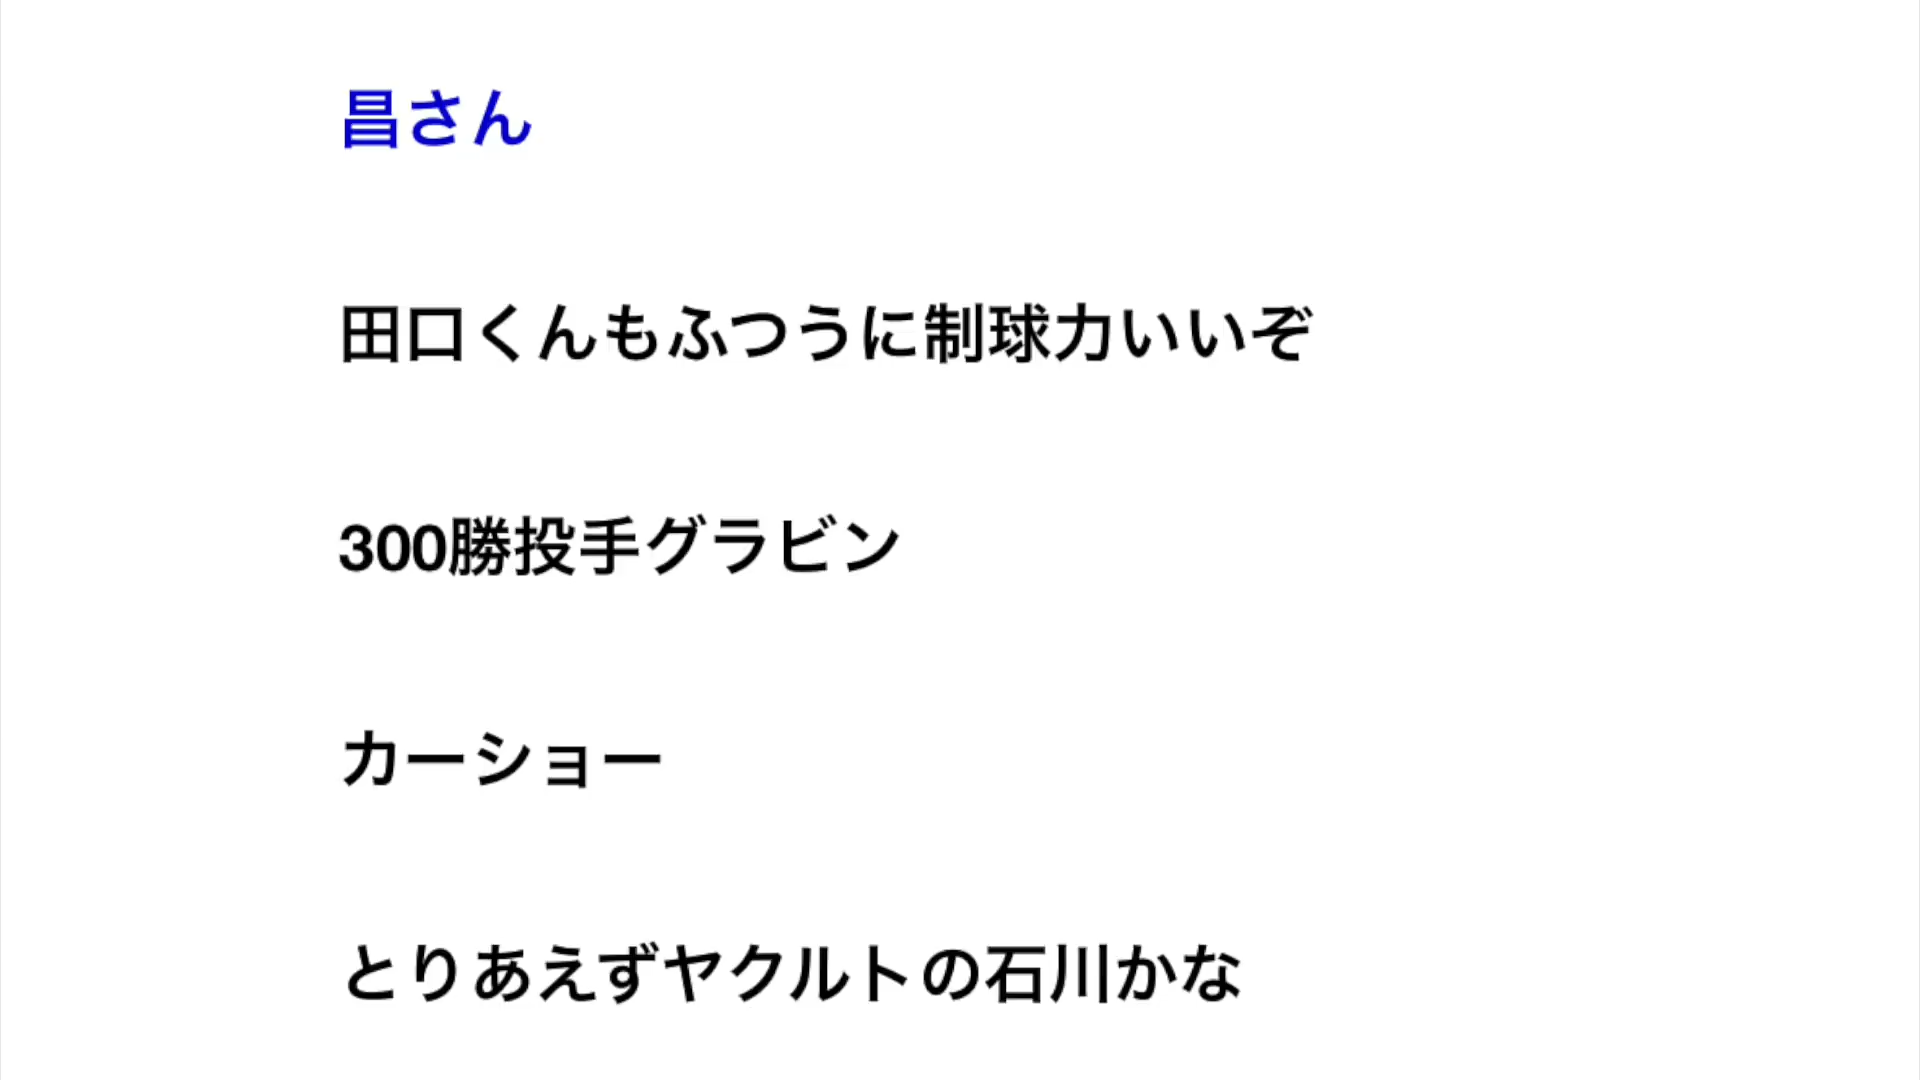 昌さん
田口くんもふつうに制球力いいぞ
300勝投手グラビン
カーショー
とりあえずヤクルトの石川かな